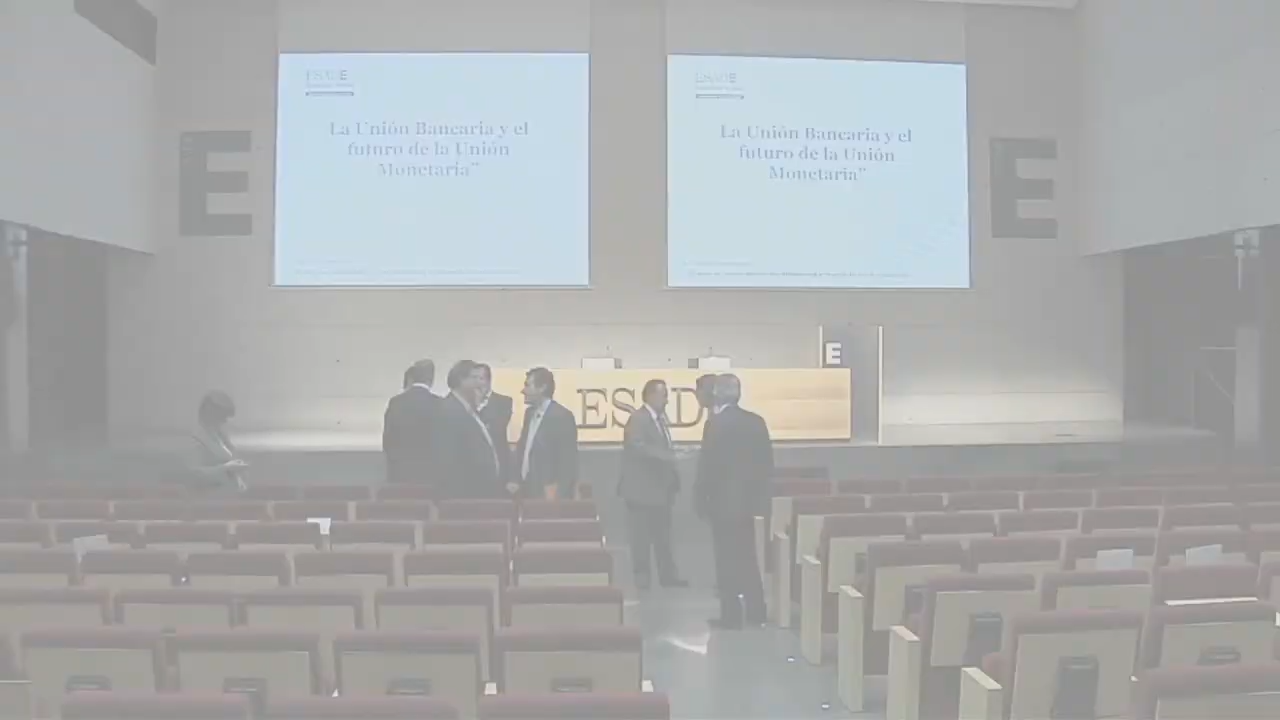 ESADE
La Unión Bancaria y el
futuro de la Unión
Monetaria”
ESADE
La Unión Bancaria y el
futuro de la Unión
Monetaria”
E
E
E
ES D